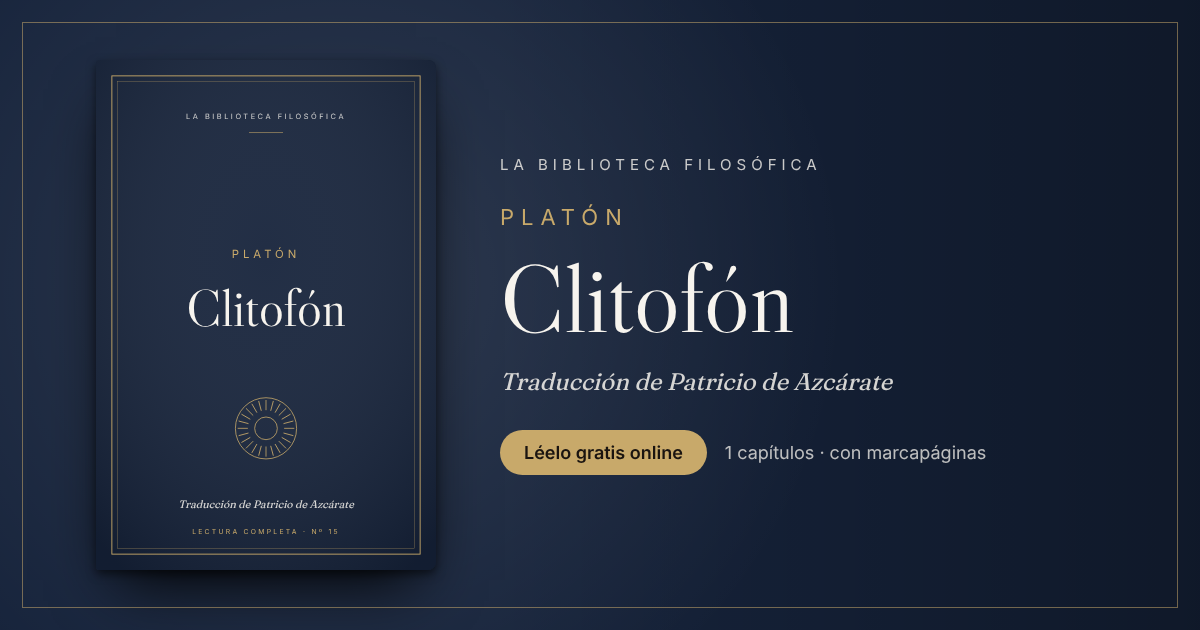 LA BIBLIOTECA FILOSÓFICA
PLATÓN
Clitofón
Traducción de Patricio de Azcárate
LECTURA COMPLETA · Nº 15
LA BIBLIOTECA FILOSÓFICA
PLATÓN
Clitofón
Traducción de Patricio de Azcárate
Léelo gratis online
1 capítulos · con marcapáginas